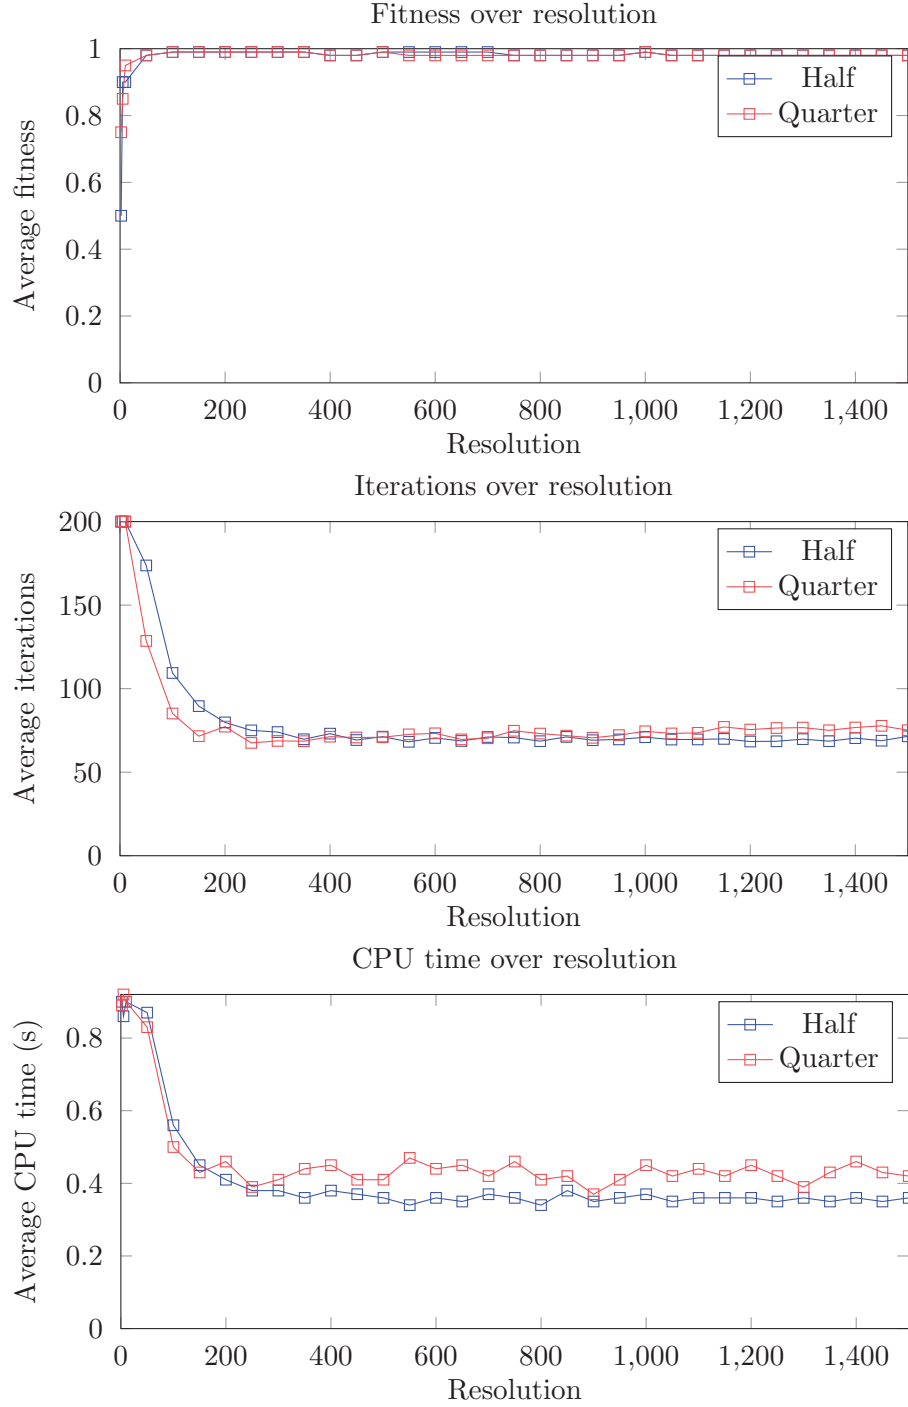 Fitness over resolution
1
0.8
0.6
0.4
0.2
0
Average fitness
Half
Quarter
0 200 400 600 800 1,000 1,200 1,400
Resolution
Iterations over resolution
200
150
100
50
0
Average iterations
Half
Quarter
0 200 400 600 800 1,000 1,200 1,400
Resolution
CPU time over resolution
0.8
0.6
0.4
0.2
0
Average CPU time (s)
Half
Quarter
0 200 400 600 800 1,000 1,200 1,400
Resolution